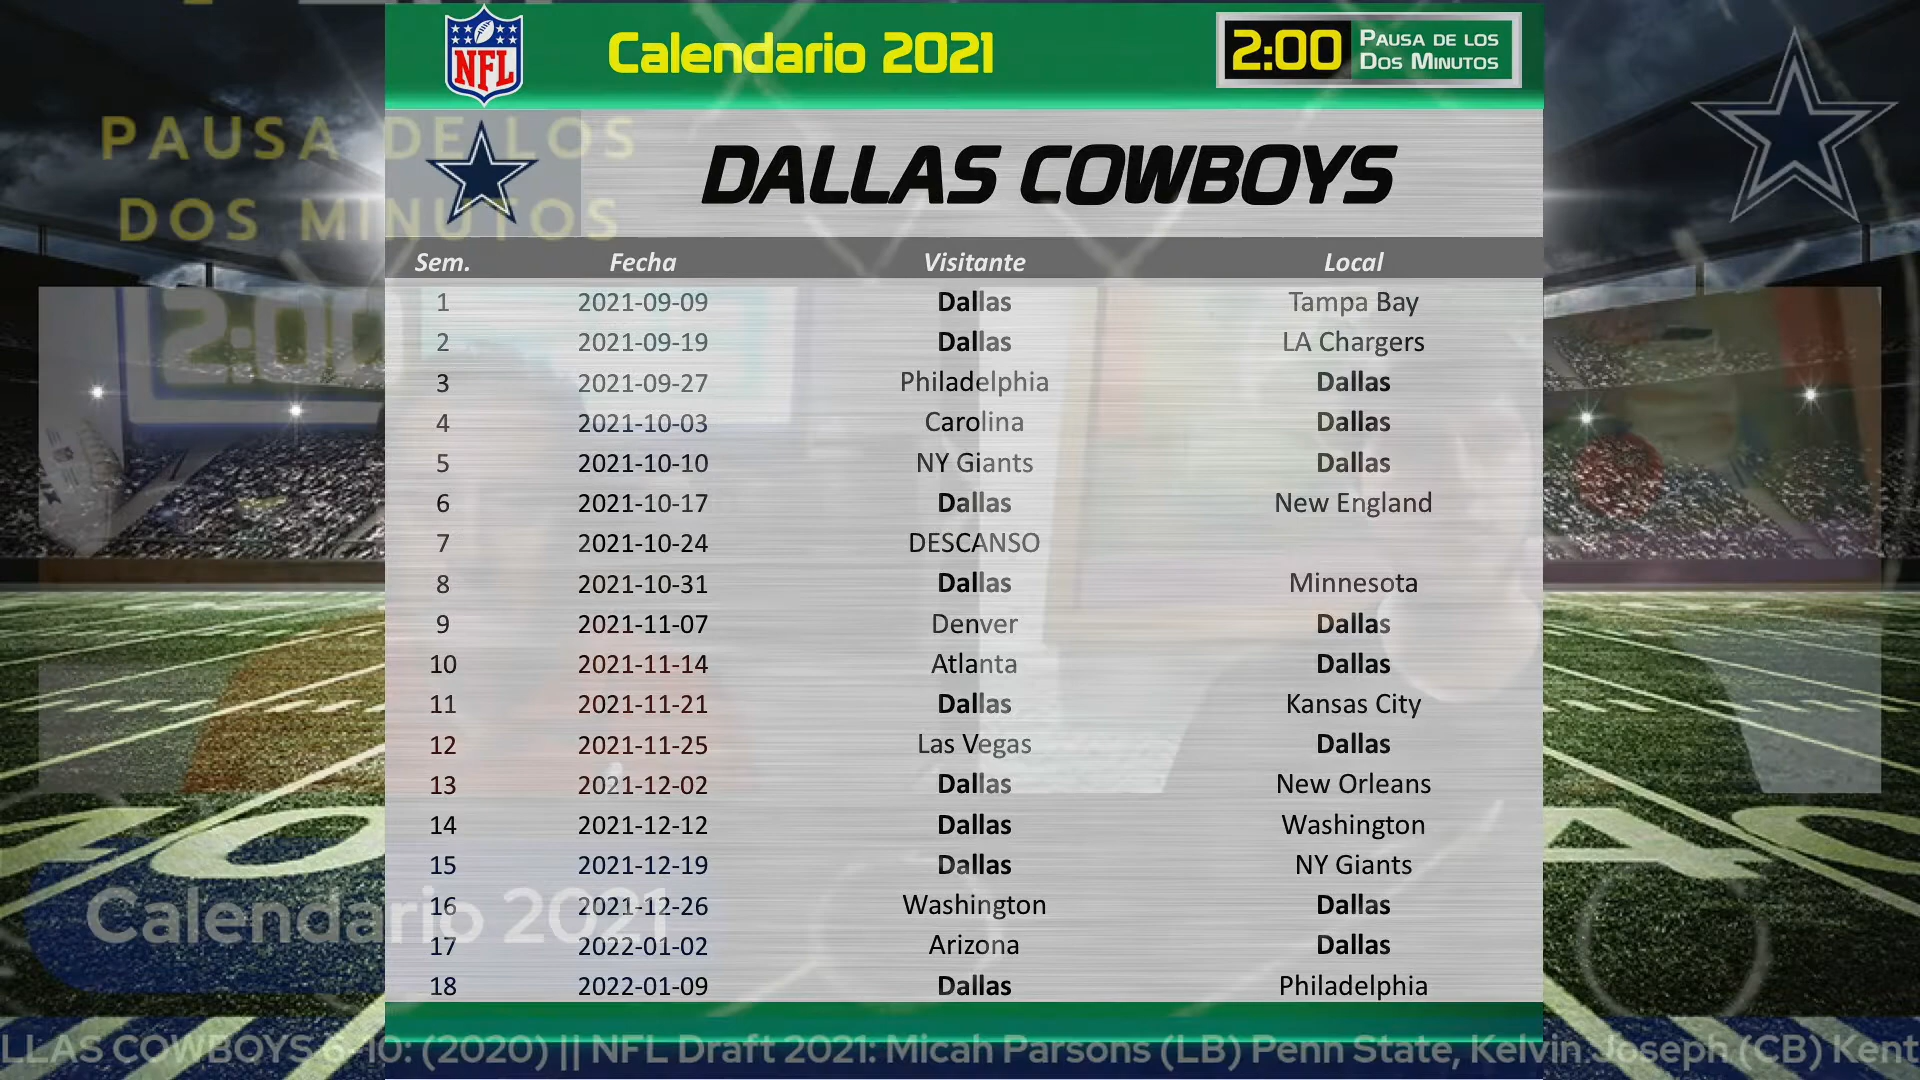 NFL
Calendario 2021
2:00 PAUSA DE LOS
DOS MINUTOS
PAUSA DE LOS
DOS MINUTOS
DALLAS COWBOYS
Sem. Fecha Visitante Local
2:00
1 2021-09-09 Dallas Tampa Bay
2 2021-09-19 Dallas LA Chargers
3 2021-09-27 Philadelphia Dallas
4 2021-10-03 Carolina Dallas
5 2021-10-10 NY Giants Dallas
6 2021-10-17 Dallas New England
7 2021-10-24 DESCANSO
8 2021-10-31 Dallas Minnesota
9 2021-11-07 Denver Dallas
10 2021-11-14 Atlanta Dallas
11 2021-11-21 Dallas Kansas City
12 2021-11-25 Las Vegas Dallas
13 2021-12-02 Dallas New Orleans
14 2021-12-12 Dallas Washington
15 2021-12-19 Dallas NY Giants
16 2021-12-26 Washington Dallas
17 2022-01-02 Arizona Dallas
18 2022-01-09 Dallas Philadelphia
Calendario 2021
LLAS COWBOYS 6-10: (2020) || NFL Draft 2021: Micah Parsons (LB) Penn State, Kelvin Joseph (CB) Kent